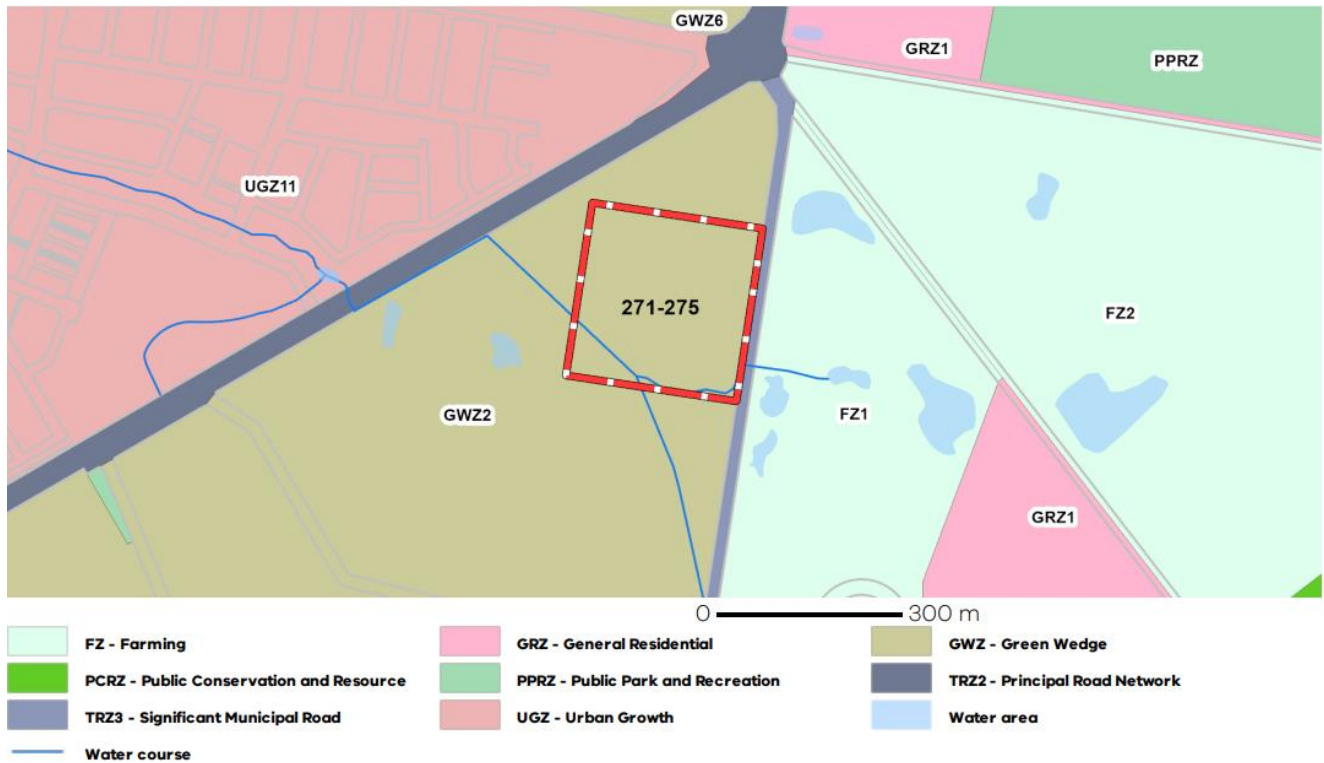 GWZ6
GRZ1
PPRZ
UGZ11
271-275
FZ2
GWZ2
FZ1
GRZ1
0 300 m
FZ - Farming
GRZ - General Residential
GWZ - Green Wedge
PCRZ - Public Conservation and Resource
PPRZ - Public Park and Recreation
TRZ2 - Principal Road Network
TRZ3 - Significant Municipal Road
UGZ - Urban Growth
Water area
Water course